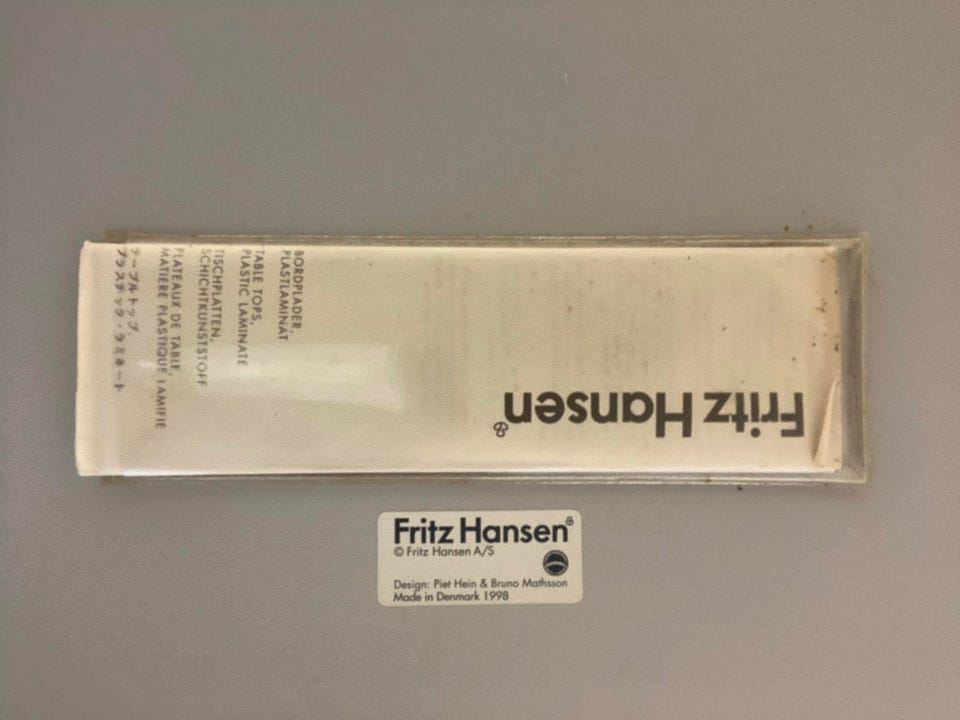 BORDPLADER,
PLASTLAMINAT
TABLE TOPS,
PLASTIC LAMINATE
TISCHPLATTEN,
SCHICHTKUNSTSTOFF
PLATEAUX DE TABLE,
MATIERE PLASTIQUE LAMIFIE
テーブルトップ,
プラスチック・ラミネート
Fritz Hansen
Fritz Hansen
© Fritz Hansen A/S
Design: Piet Hein & Bruno Mathsson
Made in Denmark 1998